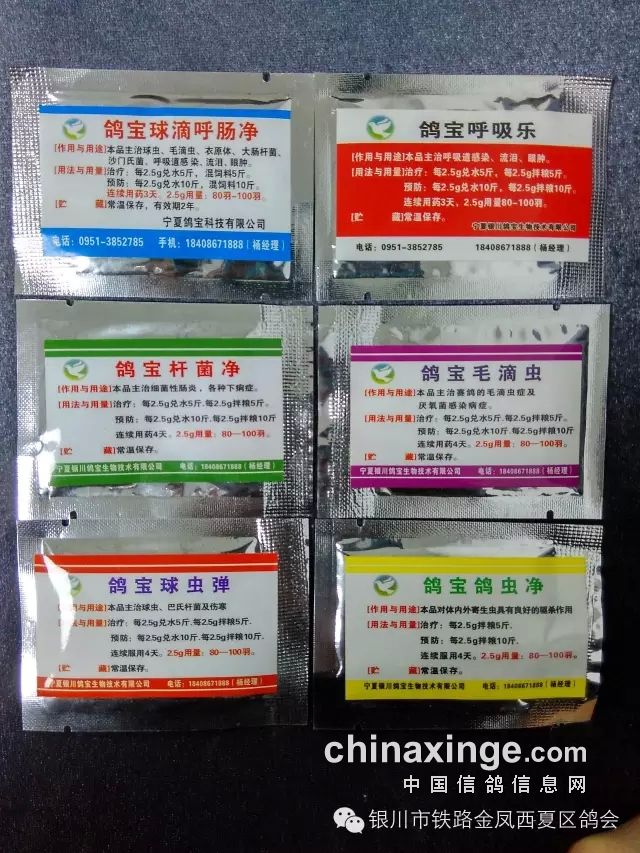 鸽宝球滴呼肠净
[作用与用途]本品主治球虫、毛滴虫、衣原体、大肠杆菌、
沙门氏菌、呼吸道感染、流泪、眼肿。
[用法与用量]治疗：每2.5g兑水5斤，混饲料5斤。
预防：每2.5g兑水10斤，混饲料10斤。
连续用药3天。2.5g用量：80羽-100羽。
[贮 藏]常温保存，有效期2年。
宁夏鸽宝科技有限公司
电话：0951-3852785 手机：18408671888（杨经理）
鸽宝呼吸乐
[作用与用途]本品主治呼吸道感染、流泪、眼肿。
[用法与用量]治疗：每2.5g兑水5斤，每2.5g拌粮5斤。
预防：每2.5g兑水10斤，每2.5g拌粮10斤。
连续用药3天，2.5g用量80-100羽。
[贮 藏]常温保存。
宁夏银川鸽宝生物技术有限公司
电话：0951-3852785 18408671888（杨经理）
鸽宝杆菌净
[作用与用途]本品主治细菌性肠炎，各种下痢症。
[用法与用量]治疗：每2.5g兑水5斤.每2.5g拌粮5斤。
预防：每2.5g兑水10斤.每2.5g拌粮10斤
连续用药4天。2.5g用量：80—100羽。
[贮 藏]常温保存。
宁夏银川鸽宝生物技术有限公司 电话：18408671888（杨经理）
鸽宝毛滴虫
[作用与用途]本品主治赛鸽的毛滴虫症及
厌氧菌感染病症。
[用法与用量]治疗：每2.5g兑水5斤.每2.5g拌粮5斤。
预防：每2.5g兑水10斤.每2.5g拌粮10斤
连续用药4天。2.5g用量：80—100羽。
[贮 藏]常温保存。
宁夏银川鸽宝生物技术有限公司 电话：18408671888（杨经理）
鸽宝球虫弹
[作用与用途]本品主治球虫、巴氏杆菌及伤寒
[用法与用量]治疗：每2.5g兑水5斤.每2.5g拌粮5斤。
预防：每2.5g兑水10斤.每2.5g拌粮10斤.
连续服用4天。2.5g用量：80—100羽.
[贮 藏]常温保存。
宁夏银川鸽宝生物技术有限公司 电话：18408671888（杨经理）
鸽宝鸽虫净
[作用与用途]本品对体内外寄生虫具有良好的驱杀作用
[用法与用量]治疗：每2.5g拌粮5斤.
预防：每2.5g拌粮10斤.
连续服用4天。2.5g用量：80—100羽.
[贮 藏]常温保存。
宁夏银川鸽宝生物技术有限公司 电话：18408671888（杨经理）
chinaxinge.com
中国信鸽信息网
银川市铁路金凤西夏区鸽会